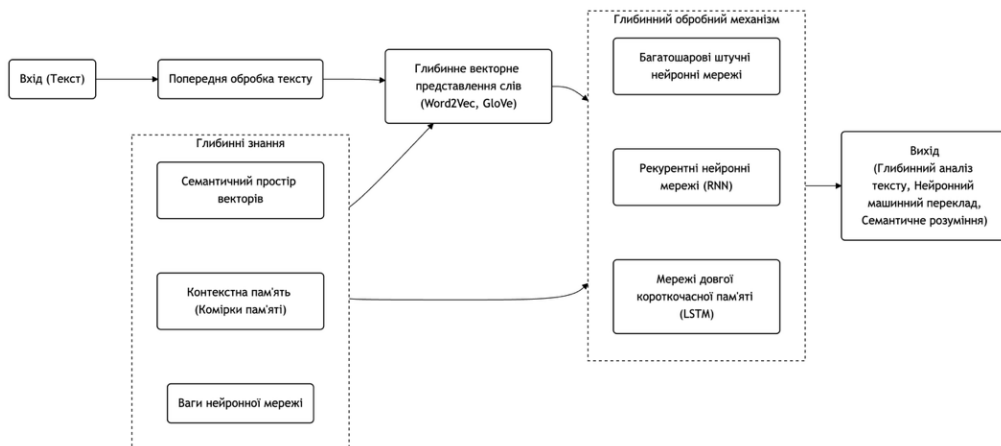 Вхід (Текст)
Попередня обробка тексту
Глибинне векторне
представлення слів
(Word2Vec, GloVe)
Глибинні знання
Семантичний простір
векторів
Контекстна пам'ять
(Комірки пам'яті)
Ваги нейронної мережі
Глибинний обробний механізм
Багатошарові штучні
нейронні мережі
Рекурентні нейронні
мережі (RNN)
Мережі довгої
короткочасної пам'яті
(LSTM)
Вихід
(Глибинний аналіз
тексту, Нейронний
машинний переклад,
Семантичне розуміння)